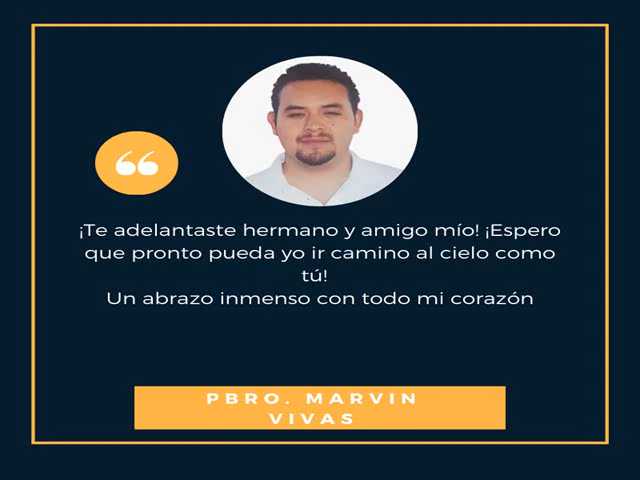 ¡Te adelantaste hermano y amigo mío! ¡Espero
que pronto pueda yo ir camino al cielo como
tú!
Un abrazo inmenso con todo mi corazón
PBRO. MARVIN
VIVAS